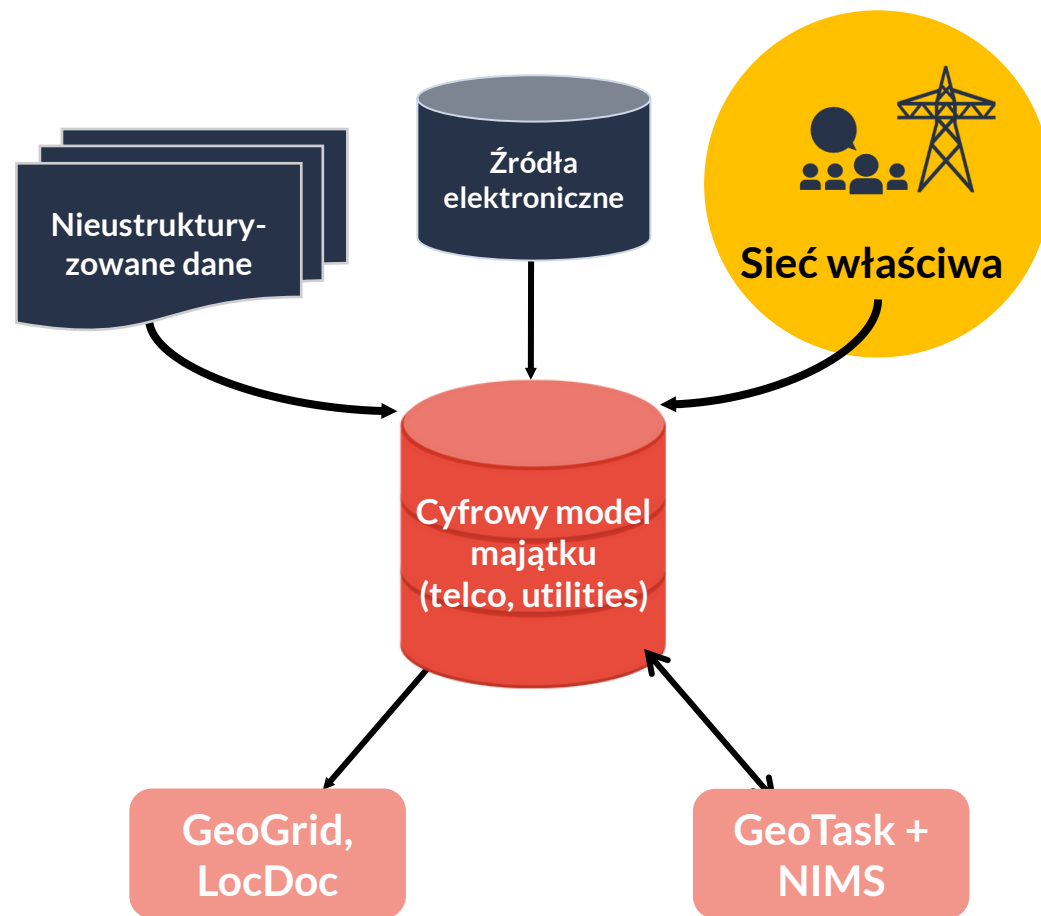 Nieustruktury-
zowane dane
Źródła
elektroniczne
Sieć właściwa
Cyfrowy model
majątku
(telco, utilities)
GeoGrid,
LocDoc
GeoTask +
NIMS